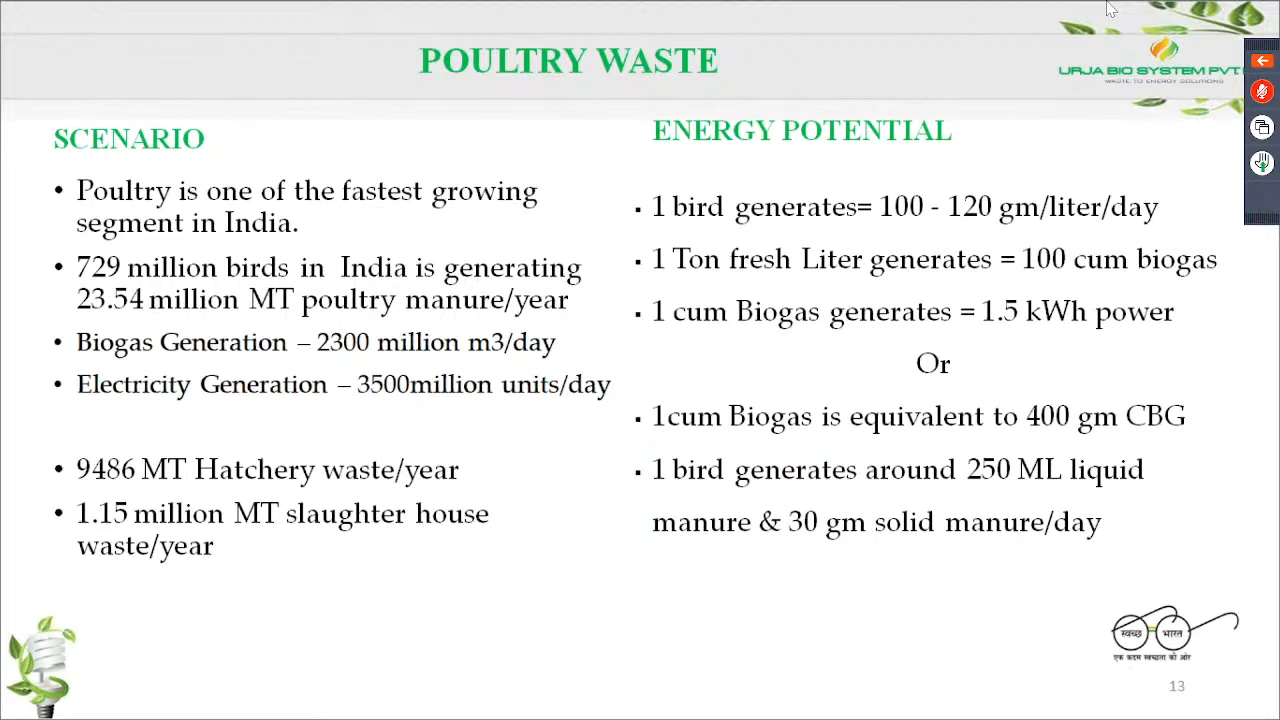 POULTRY WASTE
URJA BIO SYSTEM PVT
WASTE TO ENERGY SOLUTIONS
SCENARIO
• Poultry is one of the fastest growing
segment in India.
• 729 million birds in India is generating
23.54 million MT poultry manure/year
• Biogas Generation – 2300 million m3/day
• Electricity Generation – 3500million units/day
• 9486 MT Hatchery waste/year
• 1.15 million MT slaughter house
waste/year
ENERGY POTENTIAL
▪ 1 bird generates= 100 - 120 gm/liter/day
▪ 1 Ton fresh Liter generates = 100 cum biogas
▪ 1 cum Biogas generates = 1.5 kWh power
Or
▪ 1cum Biogas is equivalent to 400 gm CBG
▪ 1 bird generates around 250 ML liquid
manure & 30 gm solid manure/day
स्वच्छ भारत
एक कदम स्वच्छता की ओर
13